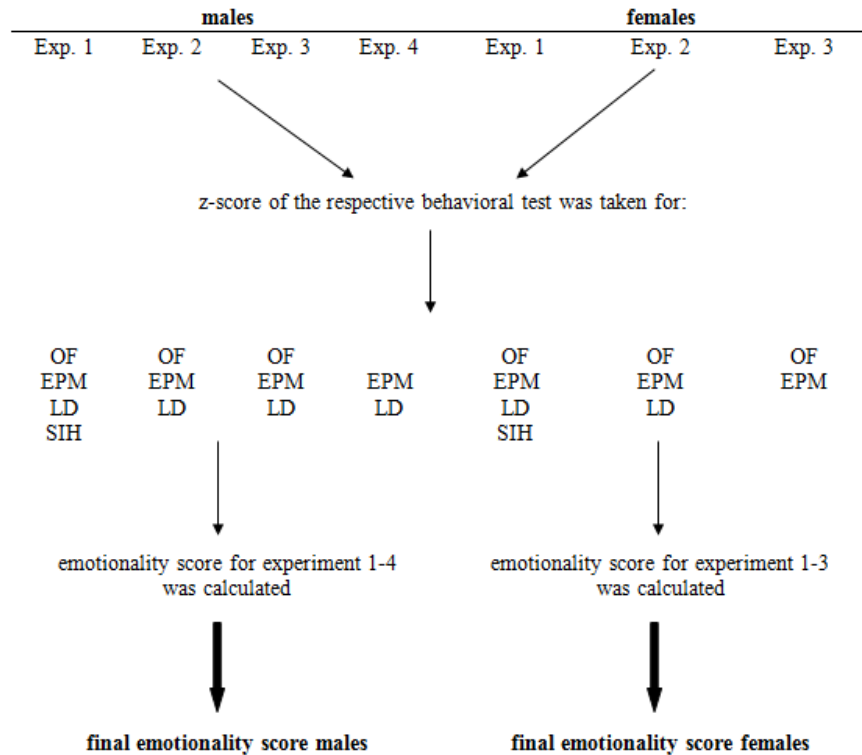 males females
Exp. 1 Exp. 2 Exp. 3 Exp. 4 Exp. 1 Exp. 2 Exp. 3
z-score of the respective behavioral test was taken for:
OF OF OF OF OF OF
EPM EPM EPM EPM EPM EPM EPM
LD LD LD LD LD LD
SIH SIH
emotionality score for experiment 1-4 emotionality score for experiment 1-3
was calculated was calculated
final emotionality score males final emotionality score females